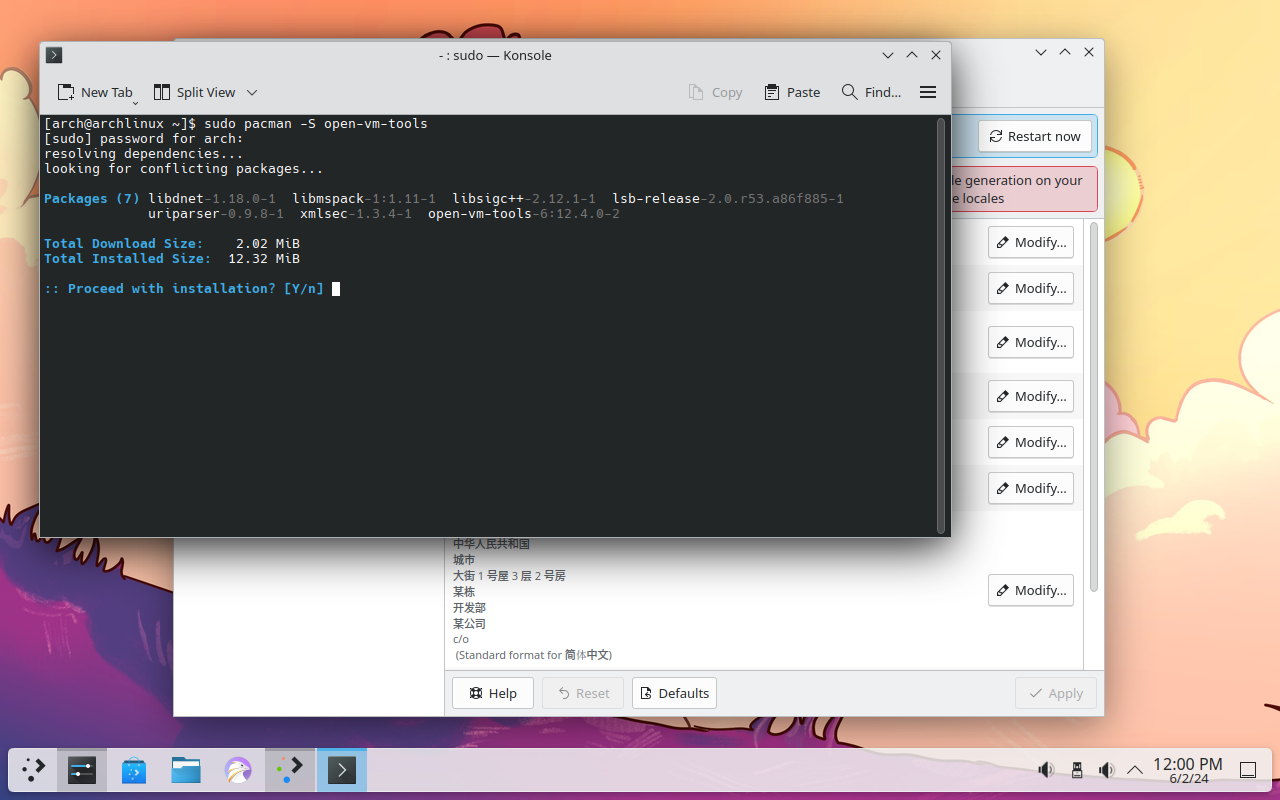 - : sudo — Konsole
New Tab
Split View
Copy
Paste
Find...
[arch@archlinux ~]$ sudo pacman -S open-vm-tools
[sudo] password for arch:
resolving dependencies...
looking for conflicting packages...
Packages (7) libdnet-1.18.0-1  libmspack-1:1.11-1  libsigc++-2.12.1-1  lsb-release-2.0.r53.a86f885-1
uriparser-0.9.8-1  xmlsec-1.3.4-1  open-vm-tools-6:12.4.0-2
Total Download Size:    2.02 MiB
Total Installed Size:  12.32 MiB
:: Proceed with installation? [Y/n]
Restart now
le generation on your
e locales
Modify...
Modify...
Modify...
Modify...
Modify...
Modify...
中华人民共和国
城市
大街 1 号屋 3 层 2 号房
某栋
开发部
某公司
c/o
(Standard format for 简体中文)
Modify...
Help
Reset
Defaults
Apply
12:00 PM
6/2/24